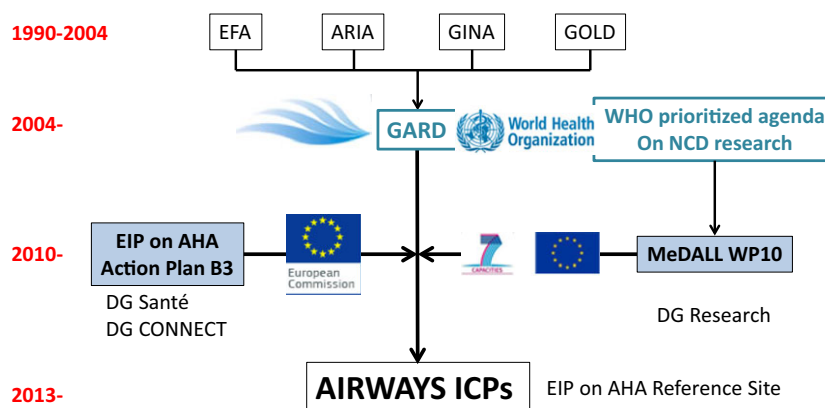 1990-2004
EFA
ARIA
GINA
GOLD
2004-
GARD
World Health
Organization
WHO prioritized agenda
On NCD research
2010-
EIP on AHA
Action Plan B3
European
Commission
7
CAPACITIES
MeDALL WP10
DG Santé
DG CONNECT
DG Research
2013-
AIRWAYS ICPs
EIP on AHA Reference Site